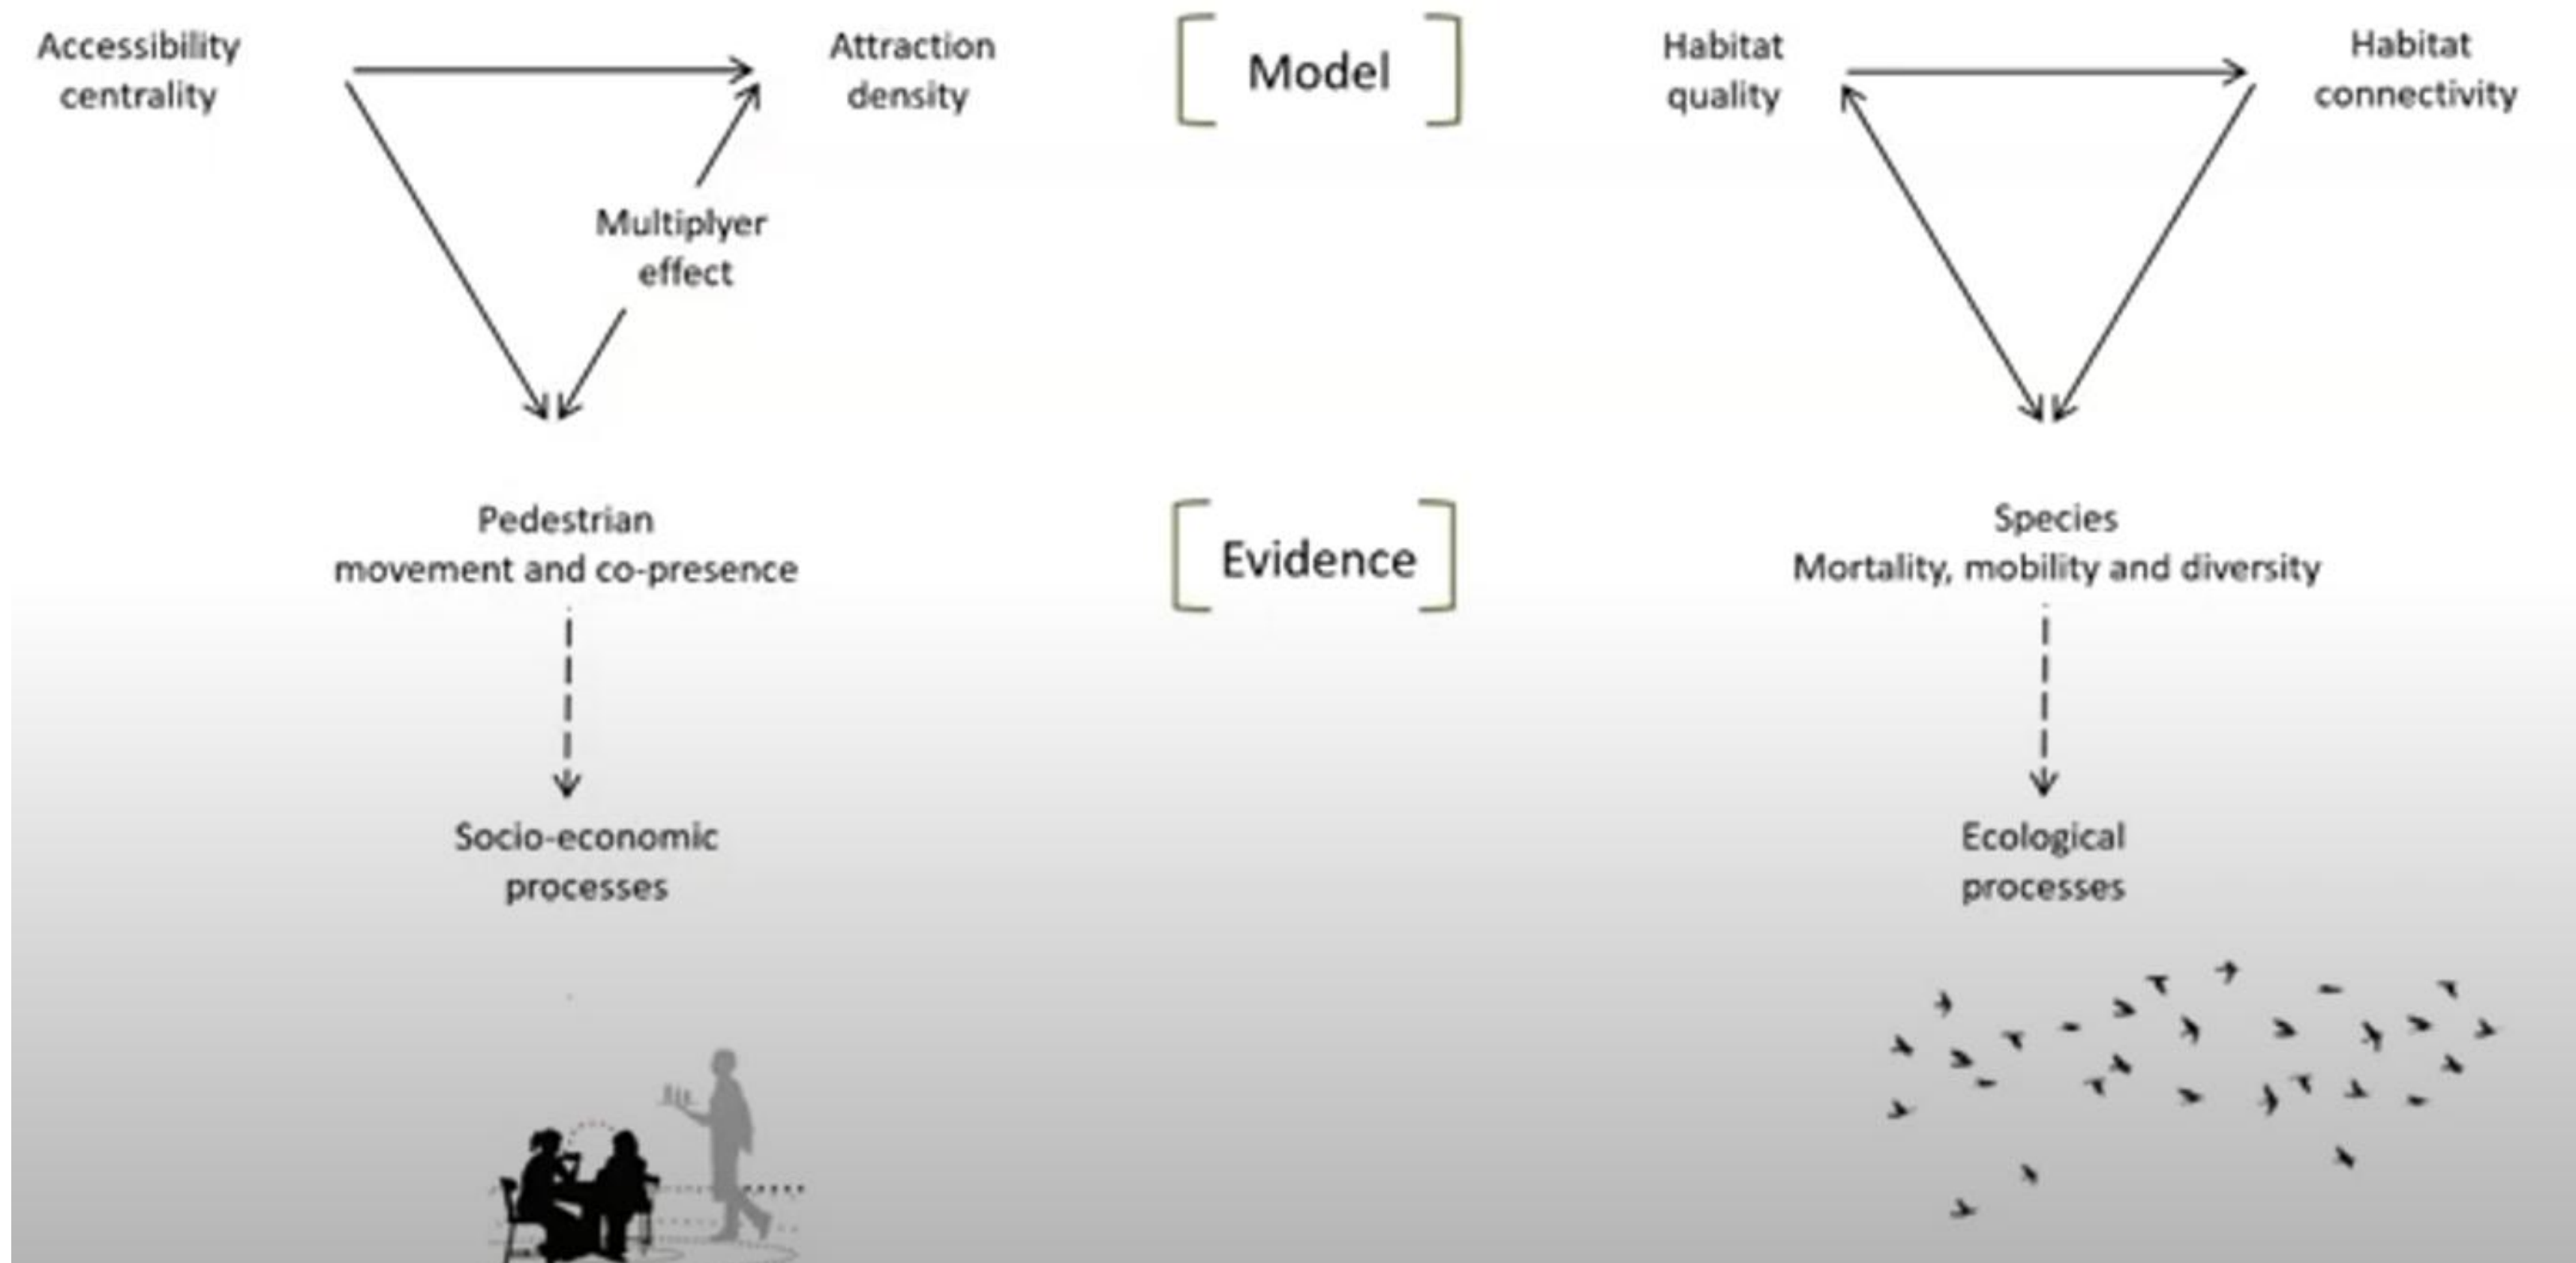 Accessibility
centrality
Attraction
density
Model
Habitat
quality
Habitat
connectivity
Multiplyer
effect
Pedestrian
movement and co-presence
Evidence
Species
Mortality, mobility and diversity
Socio-economic
processes
Ecological
processes